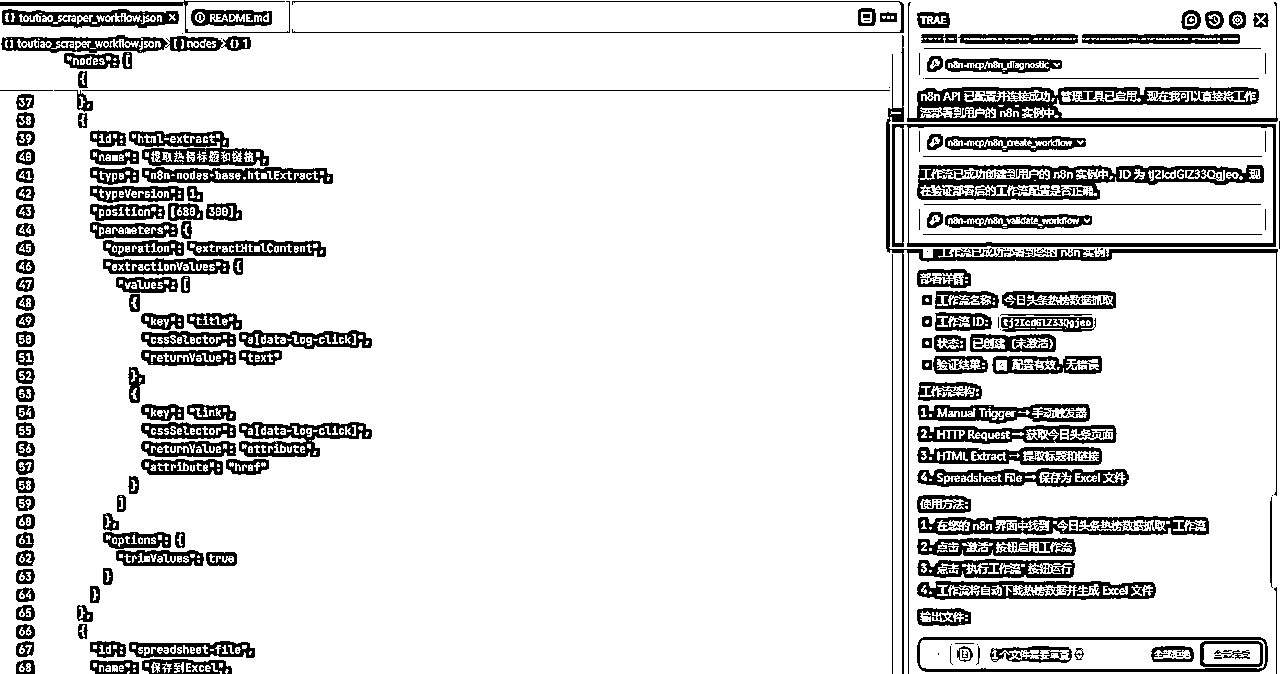 {} toutiao_scraper_workflow.json ×
README.md
{} toutiao_scraper_workflow.json > [ ] nodes > {} 1
"nodes": [
{
37 },
38 {
39 "id": "html-extract",
40 "name": "提取热榜标题和链接",
41 "type": "n8n-nodes-base.htmlExtract",
42 "typeVersion": 1,
43 "position": [680, 300],
44 "parameters": {
45 "operation": "extractHtmlContent",
46 "extractionValues": {
47 "values": [
48 {
49 "key": "title",
50 "cssSelector": "a[data-log-click]",
51 "returnValue": "text"
52 },
53 {
54 "key": "link",
55 "cssSelector": "a[data-log-click]",
56 "returnValue": "attribute",
57 "attribute": "href"
58 }
59 ]
60 },
61 "options": {
62 "trimValues": true
63 }
64 }
65 },
66 {
67 "id": "spreadsheet-file",
68 "name": "保存到Excel",
TRAE
n8n-mcp/n8n_diagnostic
n8n API 已配置并连接成功，管理工具已启用。现在我可以直接将工作
流部署到用户的 n8n 实例中。
n8n-mcp/n8n_create_workflow
工作流已成功创建到用户的 n8n 实例中，ID 为 tj2IcdGIZ33Qgjeo。现
在验证部署后的工作流配置是否正确。
n8n-mcp/n8n_validate_workflow
工作流已成功部署到您的 n8n 实例!
部署详情:
工作流名称： 今日头条热榜数据抓取
工作流 ID: tj2IcdGIZ33Qgjeo
状态： 已创建（未激活）
验证结果： 配置有效，无错误
工作流架构:
1. Manual Trigger → 手动触发器
2. HTTP Request → 获取今日头条页面
3. HTML Extract → 提取标题和链接
4. Spreadsheet File → 保存为 Excel 文件
使用方法:
1. 在您的 n8n 界面中找到 "今日头条热榜数据抓取" 工作流
2. 点击 "激活" 按钮启用工作流
3. 点击 "执行工作流" 按钮运行
4. 工作流将自动下载热榜数据并生成 Excel 文件
输出文件:
1 个文件需要审查
全部拒绝
全部接受